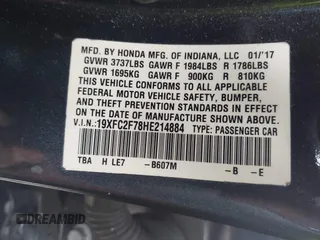 MFD. BY HONDA MFG. OF INDIANA, LLC 01/'17
GVWR 3737LBS GAWR F 1984LBS R 1786LBS
GVWR 1695KG GAWR F 900KG R 810KG
THIS VEHICLE CONFORMS TO ALL APPLICABLE
FEDERAL MOTOR VEHICLE SAFETY, BUMPER, AND
THEFT PREVENTION STANDARDS IN EFFECT ON
THE DATE OF MANUFACTURE SHOWN ABOVE.
V.I.N.: 19XFC2F78HE214884 TYPE: PASSENGER CAR
TBA H LE7 -B607M -B -E
DREAMBID